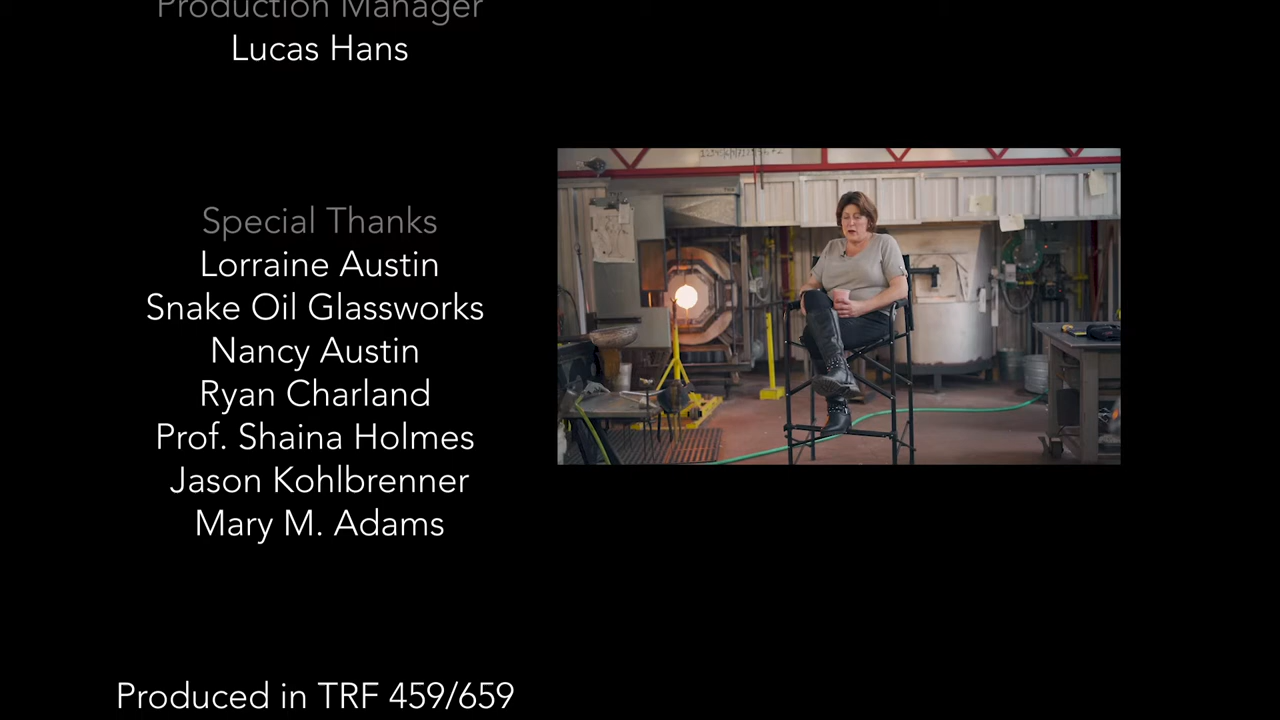 Production Manager
Lucas Hans
Special Thanks
Lorraine Austin
Snake Oil Glassworks
Nancy Austin
Ryan Charland
Prof. Shaina Holmes
Jason Kohlbrenner
Mary M. Adams
Produced in TRF 459/659